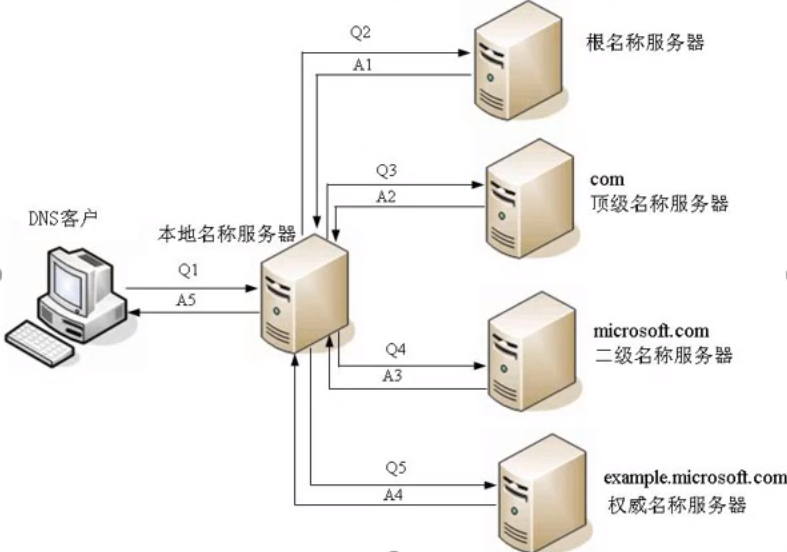 Q2
根名称服务器
A1
com
Q3
顶级名称服务器
A2
DNS客户
本地名称服务器
Q1
A5
microsoft.com
Q4
二级名称服务器
A3
Q5
example.microsoft.com
A4
权威名称服务器